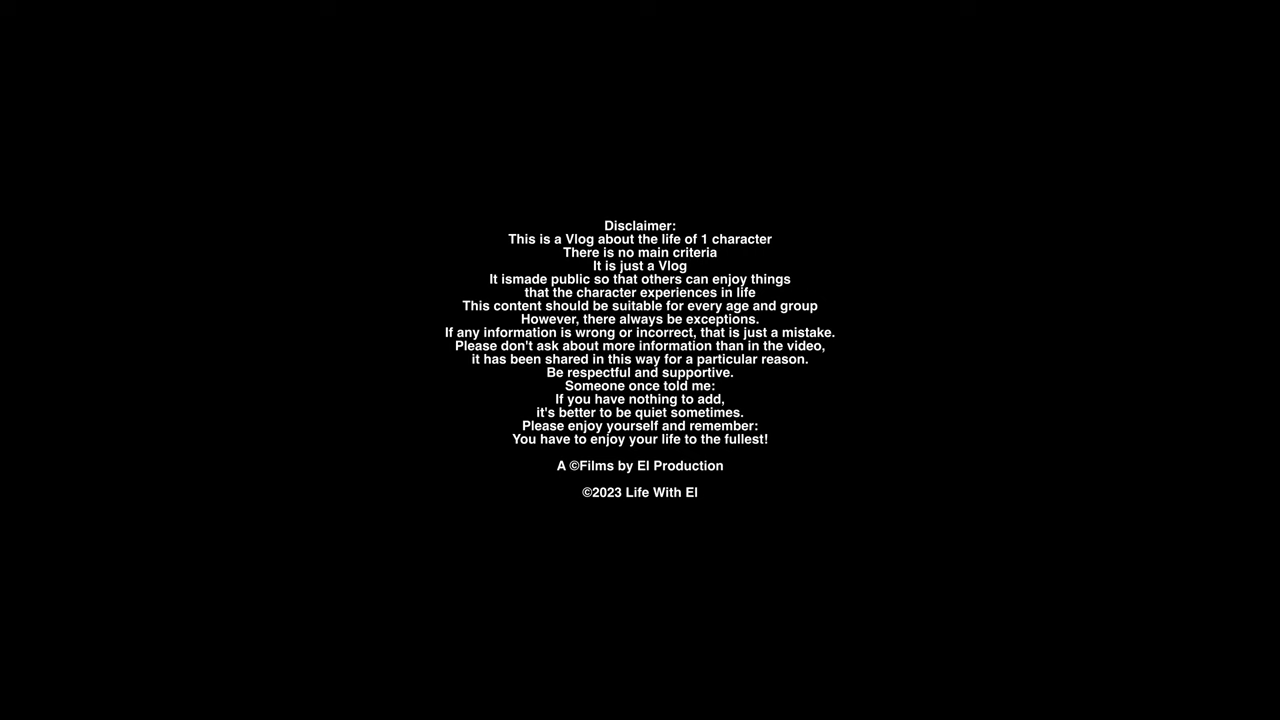 Disclaimer:
This is a Vlog about the life of 1 character
There is no main criteria
It is just a Vlog
It ismade public so that others can enjoy things
that the character experiences in life
This content should be suitable for every age and group
However, there always be exceptions.
If any information is wrong or incorrect, that is just a mistake.
Please don't ask about more information than in the video,
it has been shared in this way for a particular reason.
Be respectful and supportive.
Someone once told me:
If you have nothing to add,
it's better to be quiet sometimes.
Please enjoy yourself and remember:
You have to enjoy your life to the fullest!
A ©Films by El Production
©2023 Life With El